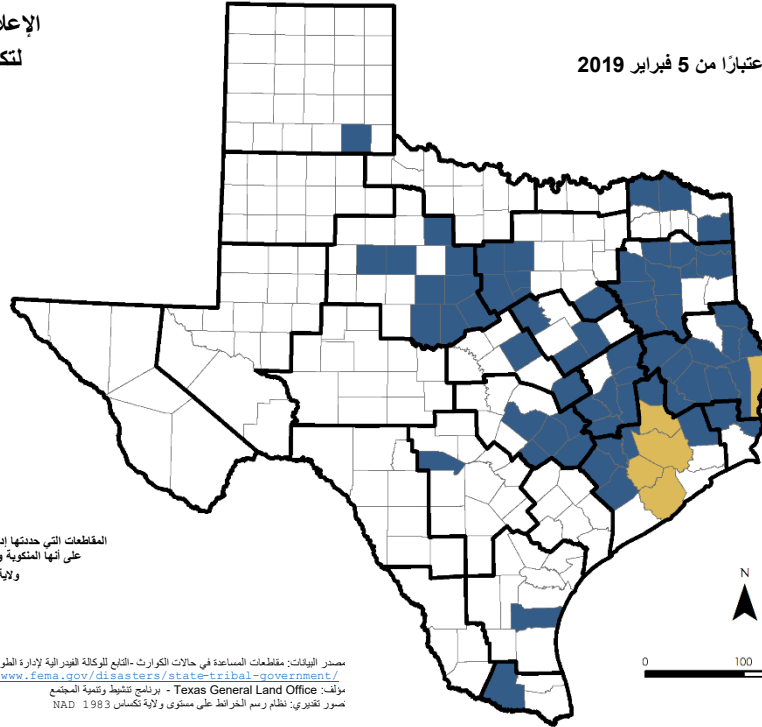 الإعلا
لتك
عتبارًا من 5 فبراير 2019
المقاطعات التي حددتها إد
على أنها المنكوبة و
ولاية
N
0 100
مصدر البيانات: مقاطعات المساعدة في حالات الكوارث -التابع للوكالة الفيدرالية لإدارة الطو
www.fema.gov/disasters/state-tribal-government/
مؤلف: Texas General Land Office - برنامج تنشيط وتنمية المجتمع
تصور تقديري: نظام رسم الخرائط على مستوى ولاية تكساس NAD 1983